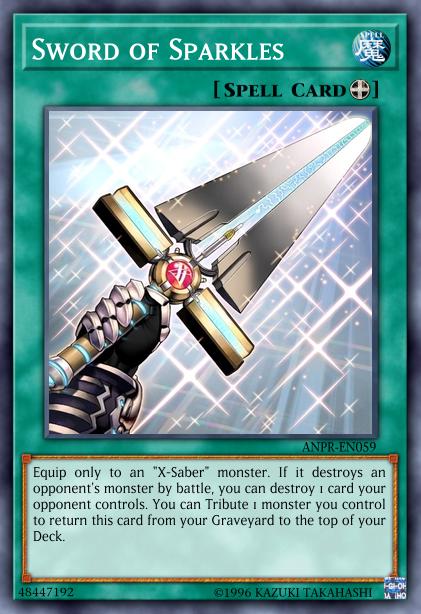 Sword of Sparkles
SPELL
魔
[Spell Card]
ANPR-EN059
Equip only to an "X-Saber" monster. If it destroys an
opponent's monster by battle, you can destroy 1 card your
opponent controls. You can Tribute 1 monster you control
to return this card from your Graveyard to the top of your
Deck.
48447192
©1996 KAZUKI TAKAHASHI